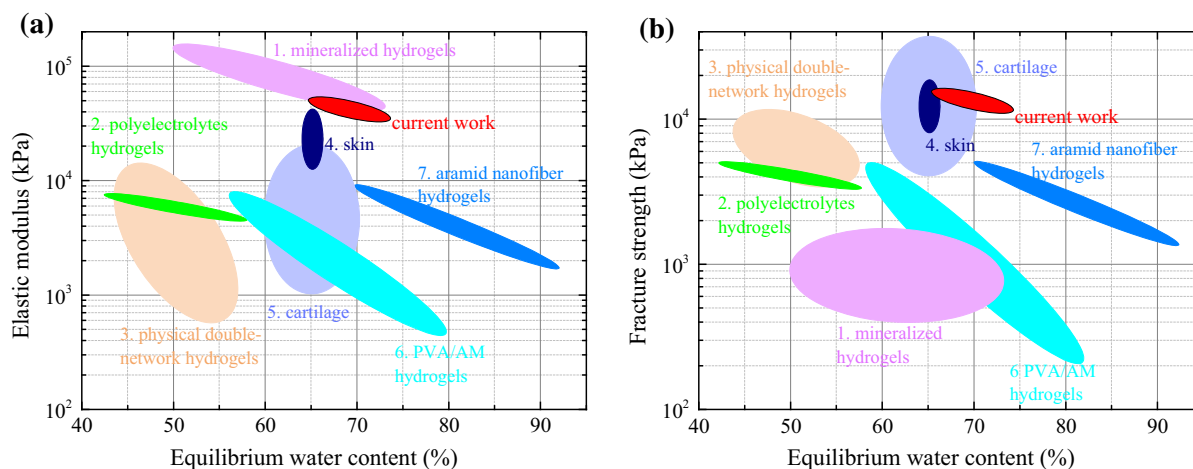 (a)
Elastic modulus (kPa)
10^5
10^4
10^3
10^2
1. mineralized hydrogels
2. polyelectrolytes
hydrogels
current work
4. skin
7. aramid nanofiber
hydrogels
5. cartilage
3. physical double-
network hydrogels
6. PVA/AM
hydrogels
40 50 60 70 80 90
Equilibrium water content (%)
(b)
Fracture strength (kPa)
10^4
10^3
10^2
3. physical double-
network hydrogels
5. cartilage
current work
4. skin
7. aramid nanofiber
hydrogels
2. polyelectrolytes
hydrogels
1. mineralized
hydrogels
6 PVA/AM
hydrogels
40 50 60 70 80 90
Equilibrium water content (%)